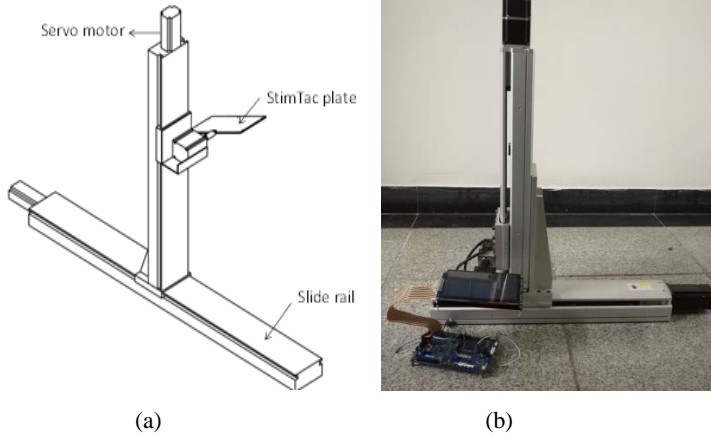 Servo motor
StimTac plate
Slide rail
(a)
(b)